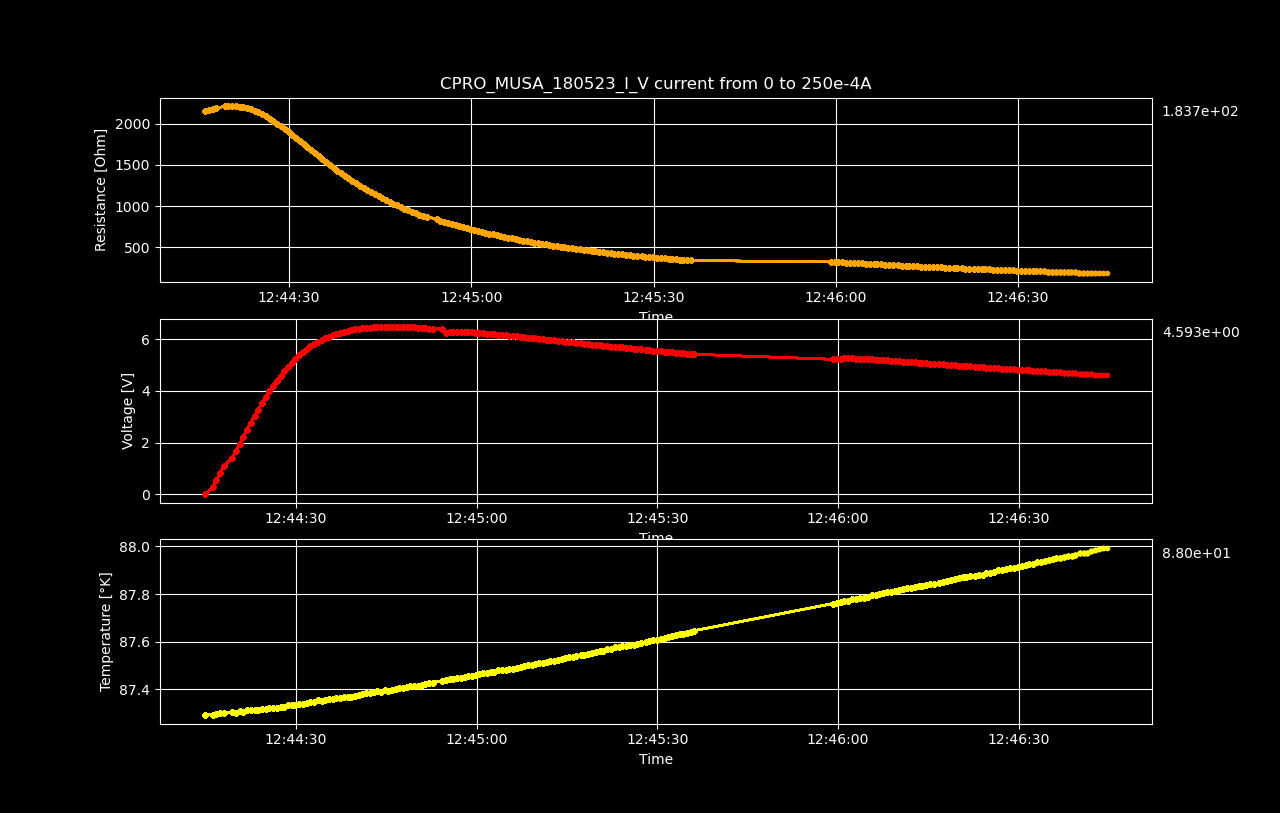 CPRO_MUSA_180523_I_V current from 0 to 250e-4A
1.837e+02
Resistance [Ohm]
2000
1500
1000
500
12:44:30 12:45:00 12:45:30 12:46:00 12:46:30
Time
4.593e+00
Voltage [V]
6
4
2
0
12:44:30 12:45:00 12:45:30 12:46:00 12:46:30
Time
8.80e+01
Temperature [°K]
88.0
87.8
87.6
87.4
12:44:30 12:45:00 12:45:30 12:46:00 12:46:30
Time